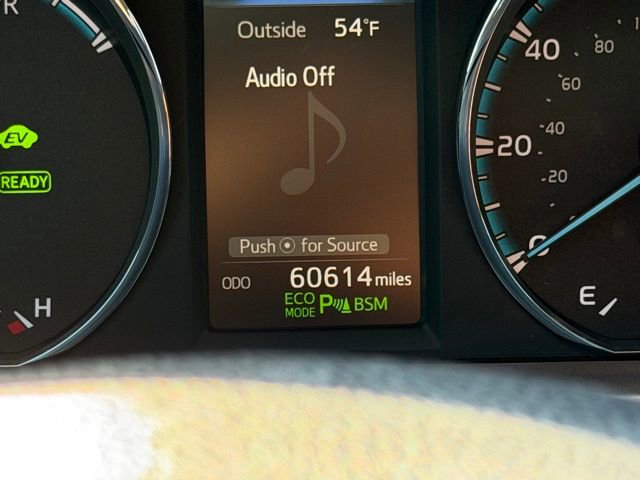 Outside 54°F
Audio Off
Push for Source
ODO 60614 miles
ECO MODE P BSM
EV
READY
H
40
20
0
80
60
40
20
E